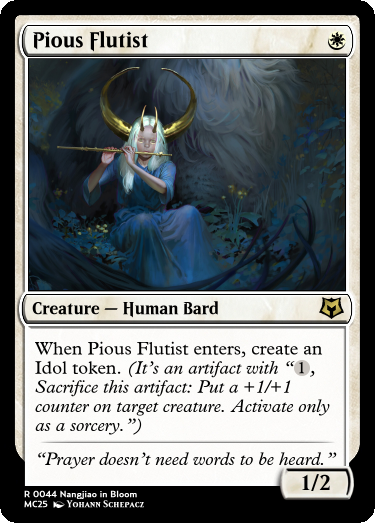 Pious Flutist
Creature — Human Bard
When Pious Flutist enters, create an
Idol token. (It's an artifact with “1,
Sacrifice this artifact: Put a +1/+1
counter on target creature. Activate only
as a sorcery.”)
“Prayer doesn't need words to be heard.”
1/2
R 0044 Nangjiao in Bloom
MC25 Yohann Schepacz